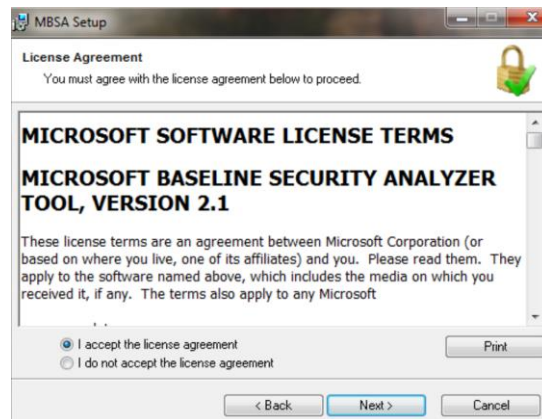 MBSA Setup
License Agreement
You must agree with the license agreement below to proceed.
MICROSOFT SOFTWARE LICENSE TERMS
MICROSOFT BASELINE SECURITY ANALYZER
TOOL, VERSION 2.1
These license terms are an agreement between Microsoft Corporation (or
based on where you live, one of its affiliates) and you. Please read them. They
apply to the software named above, which includes the media on which you
received it, if any. The terms also apply to any Microsoft
I accept the license agreement
Print
I do not accept the license agreement
< Back
Next >
Cancel